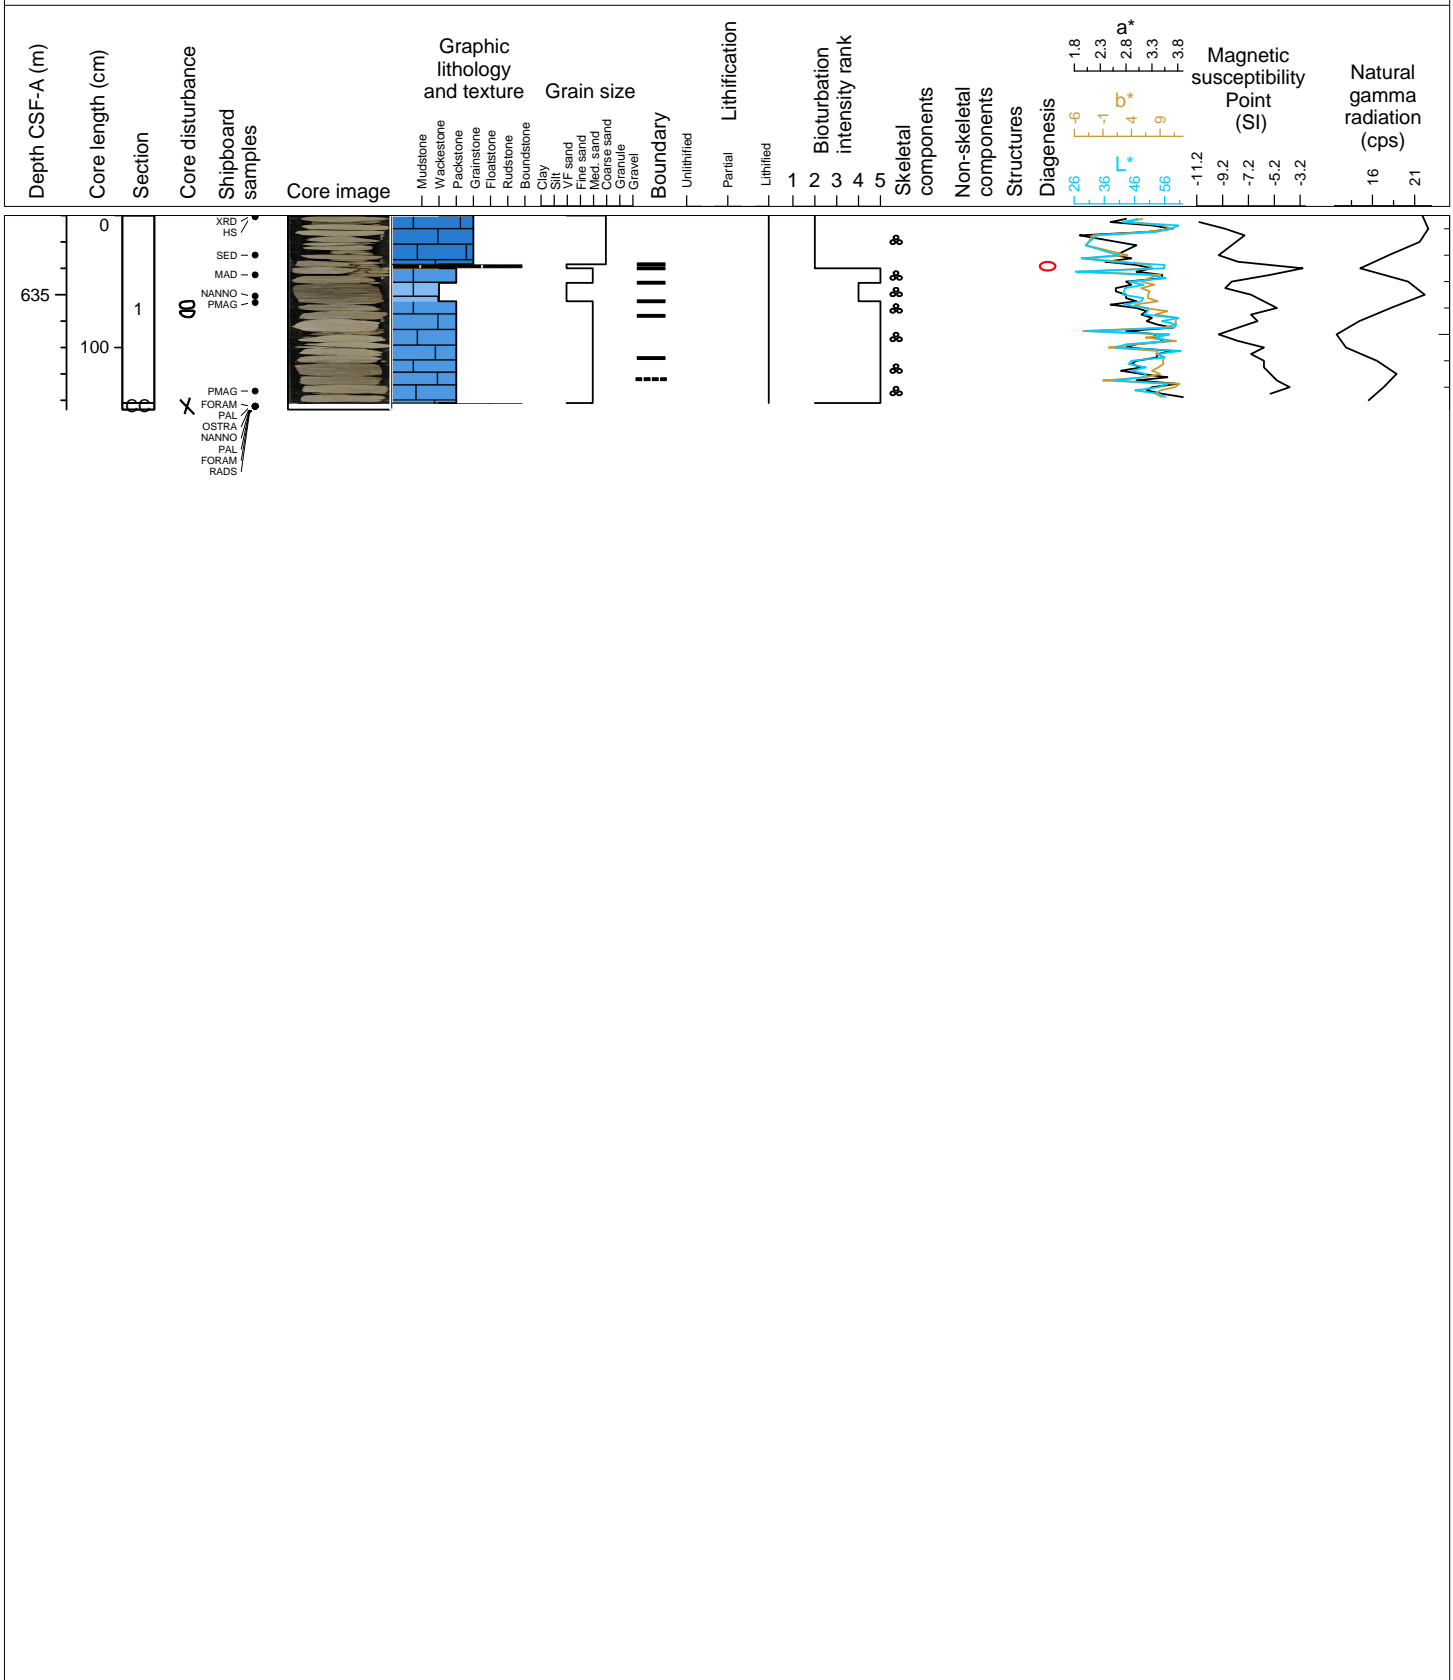 Depth CSF-A (m)
Core length (cm)
Section
Core disturbance
Shipboard
samples
Core image
Graphic
lithology
and texture
Mudstone
Wackestone
Packstone
Grainstone
Floatstone
Rudstone
Boundstone
Grain size
Clay
Silt
VF sand
Fine sand
Med. sand
Coarse sand
Granule
Gravel
Boundary
Lithification
Unlithified
Partial
Lithified
Bioturbation
intensity rank
1 2 3 4 5
Skeletal
components
Non-skeletal
components
Structures
Diagenesis
a*
1.8 2.3 2.8 3.3 3.8
b*
-6 -1 4 9
L*
26 36 46 56
Magnetic
susceptibility
Point
(SI)
-11.2 -9.2 -7.2 -5.2 -3.2
Natural
gamma
radiation
(cps)
16 21
0
635
100
1
CC
XRD
HS
SED
MAD
NANNO
PMAG
PMAG
FORAM
PAL
OSTRA
NANNO
PAL
FORAM
RADS